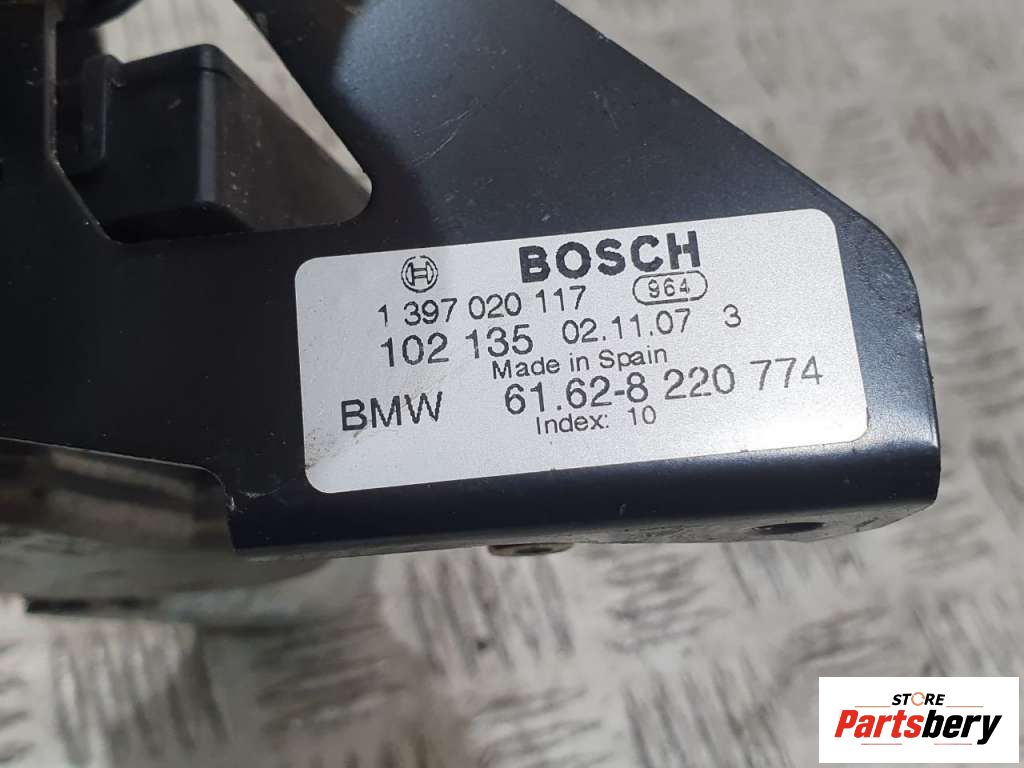 BOSCH
1 397 020 117 964
102 135 02.11.07 3
Made in Spain
BMW 61.62-8 220 774
Index: 10
STORE
Partsbery